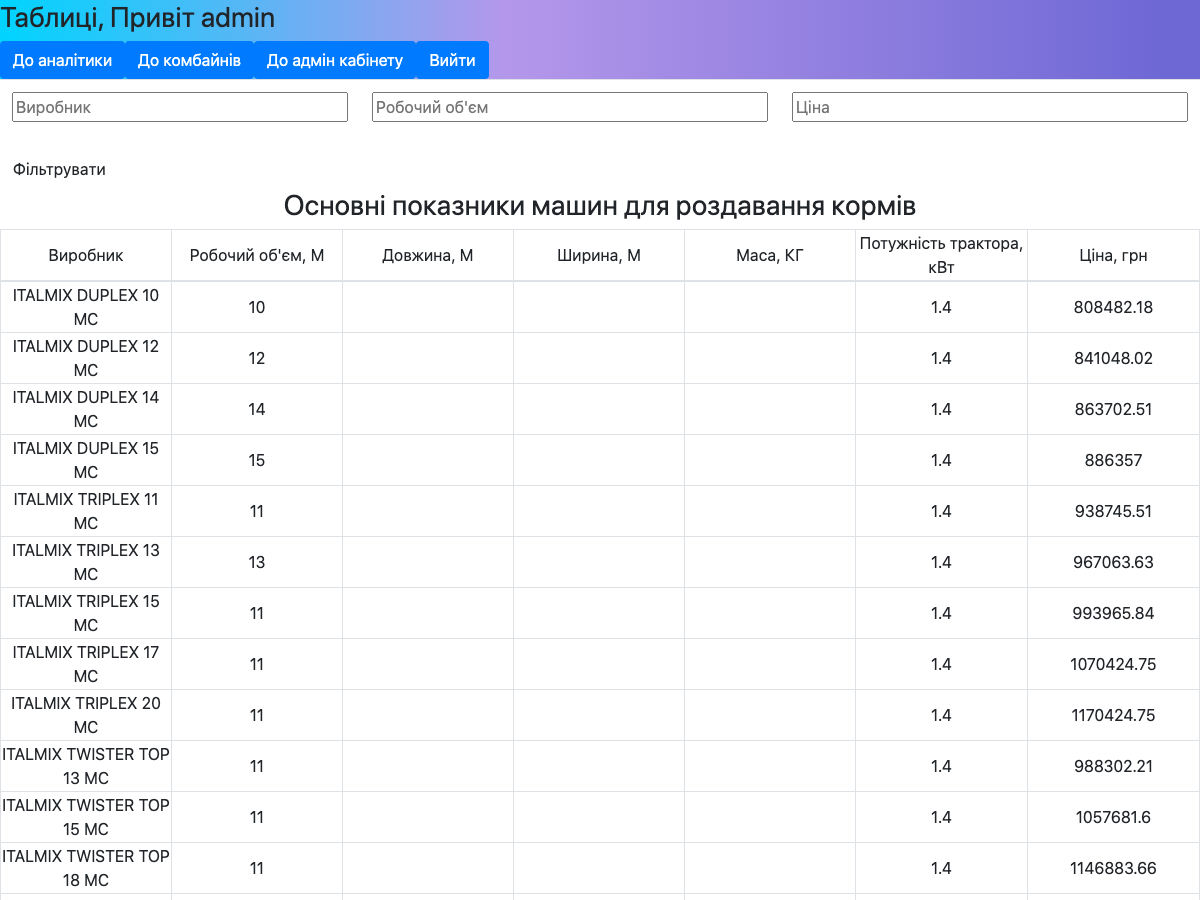 Таблиці, Привіт admin
До аналітики До комбайнів До адмін кабінету Вийти
Виробник Робочий об'єм Ціна
Фільтрувати
Основні показники машин для роздавання кормів
Виробник Робочий об'єм, М Довжина, М Ширина, М Маса, КГ Потужність трактора, кВт Ціна, грн
ITALMIX DUPLEX 10 MC 10 1.4 808482.18
ITALMIX DUPLEX 12 MC 12 1.4 841048.02
ITALMIX DUPLEX 14 MC 14 1.4 863702.51
ITALMIX DUPLEX 15 MC 15 1.4 886357
ITALMIX TRIPLEX 11 MC 11 1.4 938745.51
ITALMIX TRIPLEX 13 MC 13 1.4 967063.63
ITALMIX TRIPLEX 15 MC 11 1.4 993965.84
ITALMIX TRIPLEX 17 MC 11 1.4 1070424.75
ITALMIX TRIPLEX 20 MC 11 1.4 1170424.75
ITALMIX TWISTER TOP 13 MC 11 1.4 988302.21
ITALMIX TWISTER TOP 15 MC 11 1.4 1057681.6
ITALMIX TWISTER TOP 18 MC 11 1.4 1146883.66